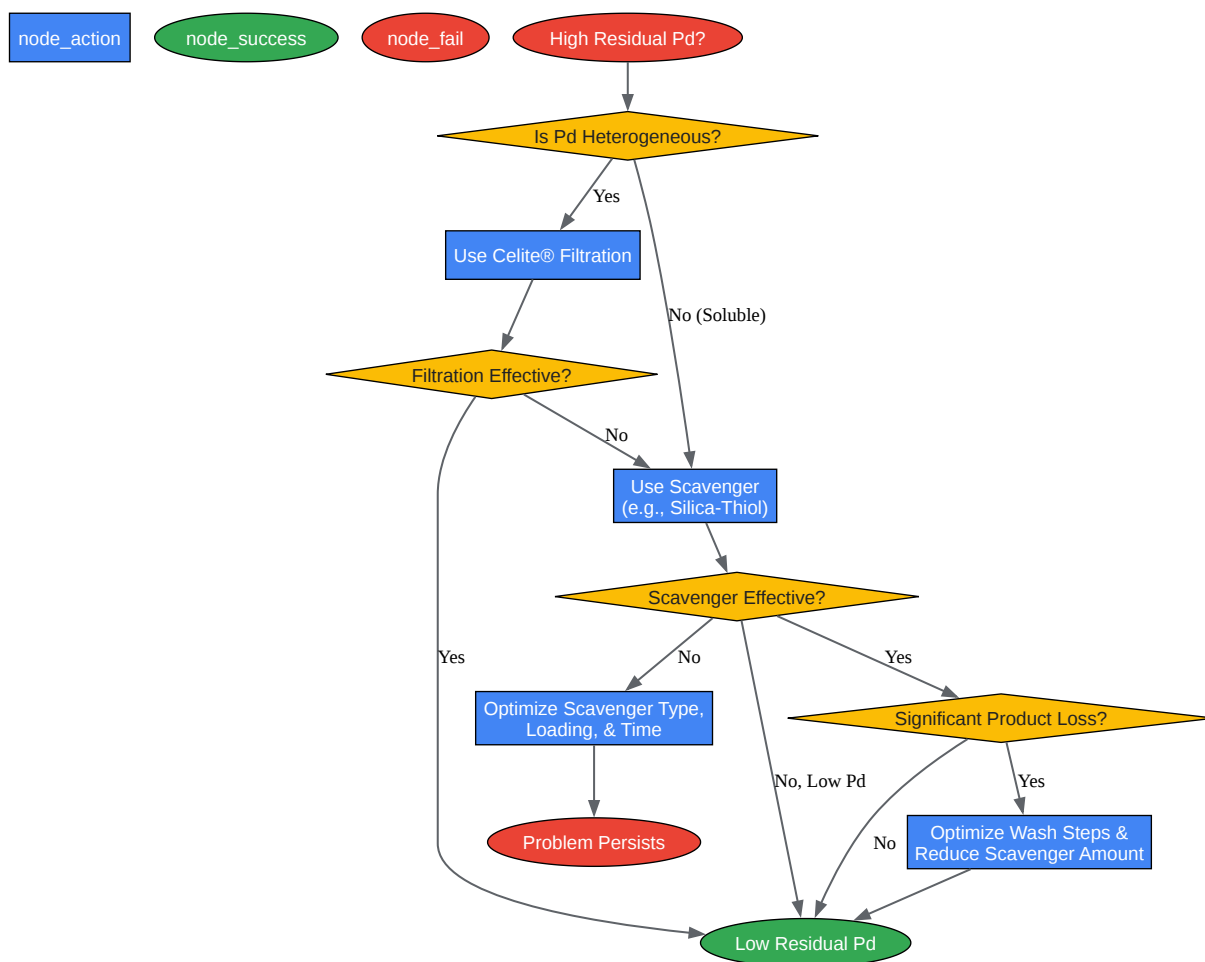 node_action
node_success
node_fail
High Residual Pd?
Is Pd Heterogeneous?
Yes
Use Celite® Filtration
No (Soluble)
Filtration Effective?
No
Use Scavenger
(e.g., Silica-Thiol)
Scavenger Effective?
Yes
No
Yes
Optimize Scavenger Type,
Loading, & Time
Significant Product Loss?
No, Low Pd
Yes
Optimize Wash Steps &
Reduce Scavenger Amount
Problem Persists
No
Low Residual Pd